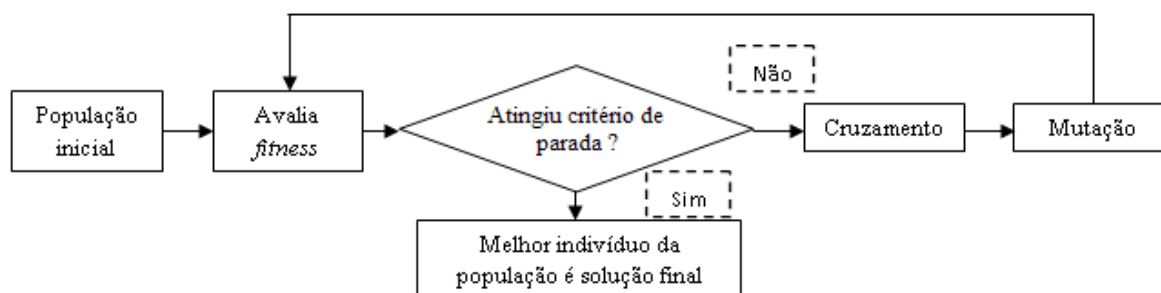 População
inicial
Avalia
fitness
Atingiu critério de
parada ?
Não
Cruzamento
Mutação
Sim
Melhor indivíduo da
população é solução final